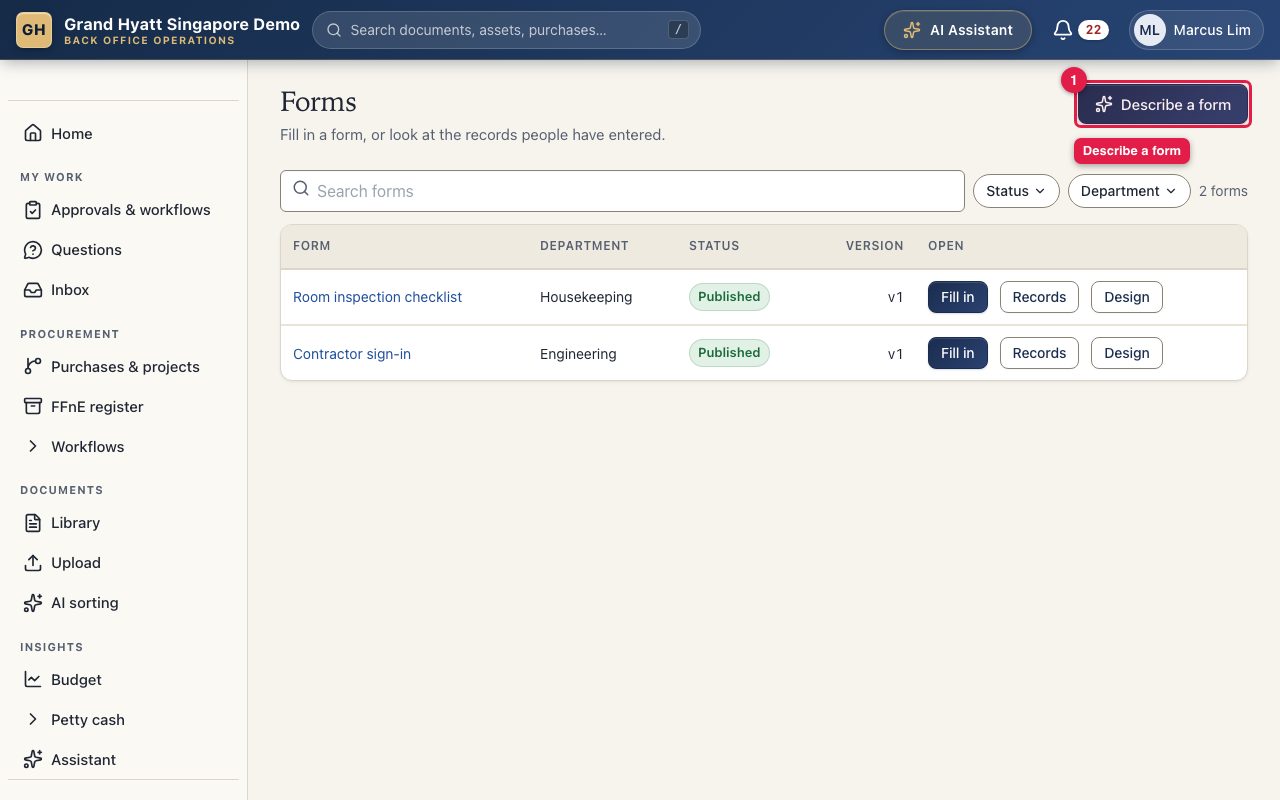 GH
Grand Hyatt Singapore Demo
BACK OFFICE OPERATIONS
Search documents, assets, purchases...
/
AI Assistant
22
ML
Marcus Lim
Home
MY WORK
Approvals & workflows
Questions
Inbox
PROCUREMENT
Purchases & projects
FFnE register
Workflows
DOCUMENTS
Library
Upload
AI sorting
INSIGHTS
Budget
Petty cash
Assistant
Forms
Fill in a form, or look at the records people have entered.
1
Describe a form
Describe a form
Search forms
Status
Department
2 forms
FORM DEPARTMENT STATUS VERSION OPEN
Room inspection checklist Housekeeping Published v1 Fill in Records Design
Contractor sign-in Engineering Published v1 Fill in Records Design